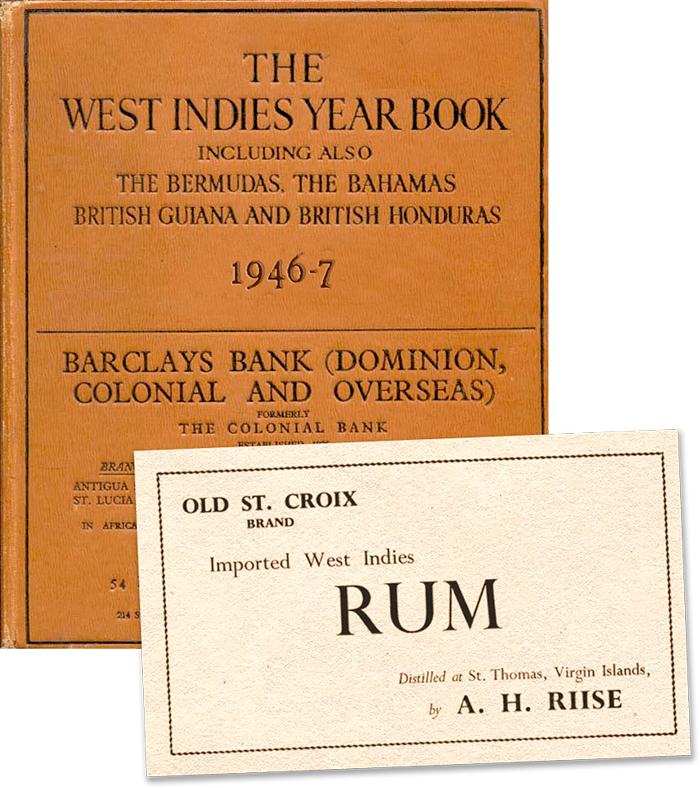 THE
WEST INDIES YEAR BOOK
INCLUDING ALSO
THE BERMUDAS, THE BAHAMAS
BRITISH GUIANA AND BRITISH HONDURAS
1946-7
BARCLAYS BANK (DOMINION,
COLONIAL AND OVERSEAS)
FORMERLY
THE COLONIAL BANK
ANTIGUA
ST. LUCIA
IN AFRICA
54
214
OLD ST. CROIX
BRAND
Imported West Indies
RUM
Distilled at St. Thomas, Virgin Islands,
by A. H. RIISE